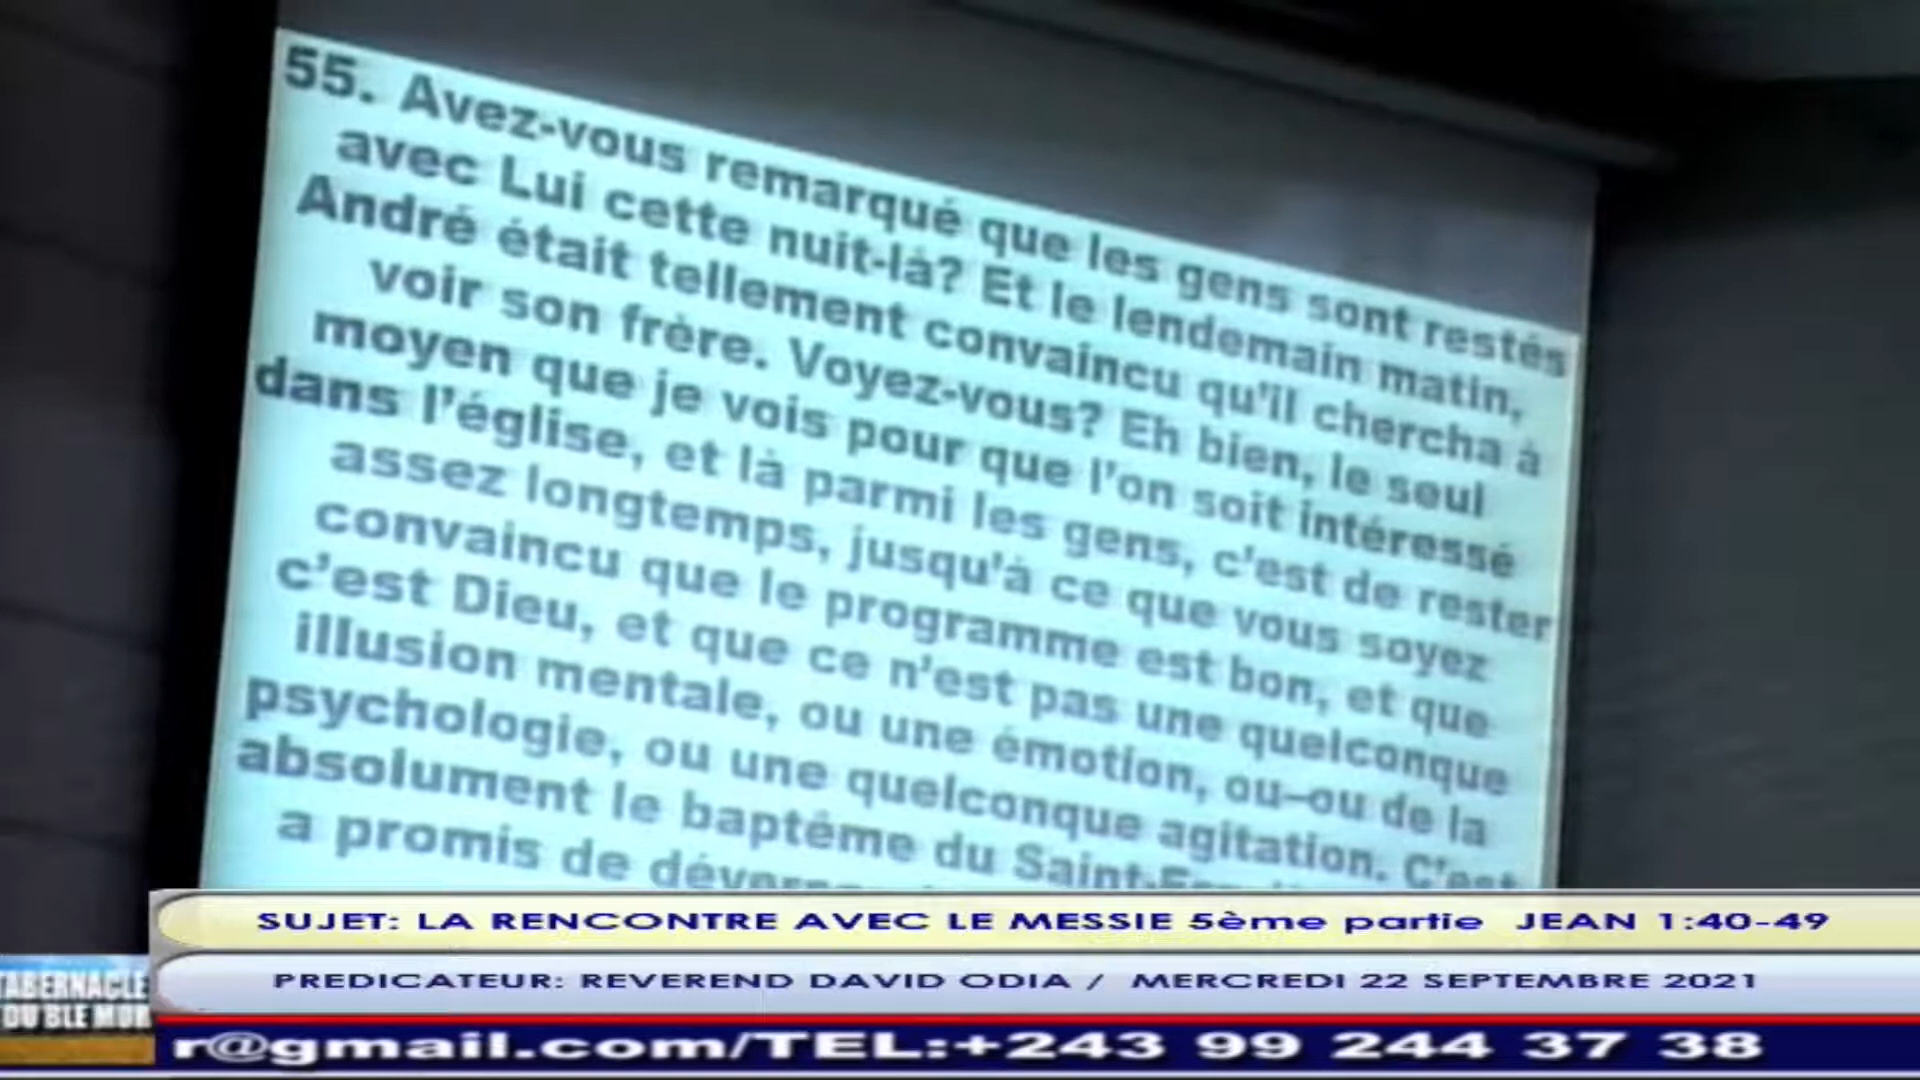 55. Avez-vous remarqué que les gens sont restés
avec Lui cette nuit-là? Et le lendemain matin,
André était tellement convaincu qu'il chercha à
voir son frère. Voyez-vous? Eh bien, le seul
moyen que je vois pour que l'on soit intéressé
dans l'église, et là parmi les gens, c'est de rester
assez longtemps, jusqu'à ce que vous soyez
convaincu que le programme est bon, et que
c'est Dieu, et que ce n'est pas une quelconque
illusion mentale, ou une émotion, ou–ou de la
psychologie, ou une quelconque agitation. C'est
absolument le baptême du
a promis de
SUJET: LA RENCONTRE AVEC LE MESSIE 5ème partie JEAN 1:40-49
PREDICATEUR: REVEREND DAVID ODIA / MERCREDI 22 SEPTEMBRE 2021
TABERNACLE
DU BLE MUR
r@gmail.com/TEL:+243 99 244 37 38